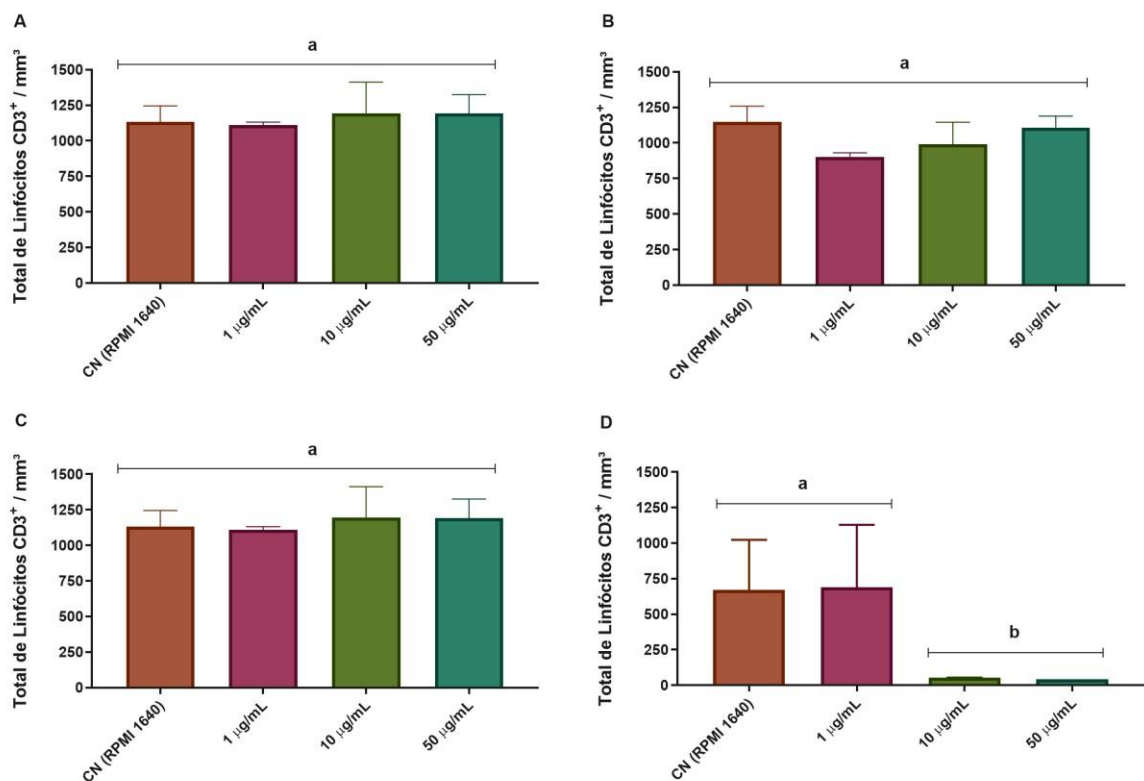 A
a
Total de Linfócitos CD3⁺ / mm³
1500
1250
1000
750
500
250
0
CN (RPMI 1640)
1 µg/mL
10 µg/mL
50 µg/mL
B
a
Total de Linfócitos CD3⁺ / mm³
1500
1250
1000
750
500
250
0
CN (RPMI 1640)
1 µg/mL
10 µg/mL
50 µg/mL
C
a
Total de Linfócitos CD3⁺ / mm³
1500
1250
1000
750
500
250
0
CN (RPMI 1640)
1 µg/mL
10 µg/mL
50 µg/mL
D
a
b
Total de Linfócitos CD3⁺ / mm³
1500
1250
1000
750
500
250
0
CN (RPMI 1640)
1 µg/mL
10 µg/mL
50 µg/mL